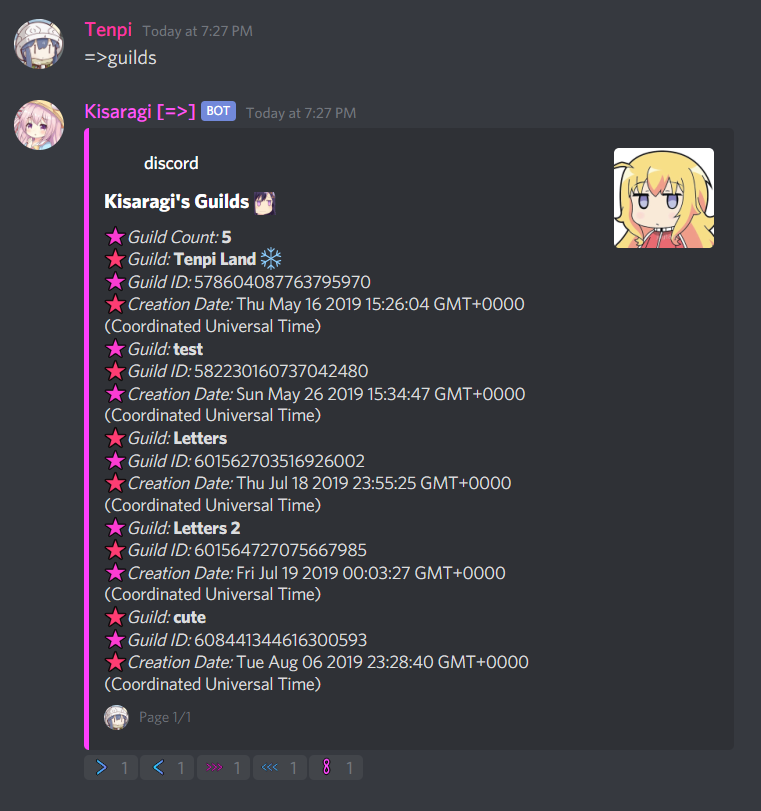 Tenpi Today at 7:27 PM
=>guilds
Kisaragi [=>] BOT Today at 7:27 PM
discord
Kisaragi's Guilds
Guild Count: 5
Guild: Tenpi Land
Guild ID: 578604087763795970
Creation Date: Thu May 16 2019 15:26:04 GMT+0000
(Coordinated Universal Time)
Guild: test
Guild ID: 582230160737042480
Creation Date: Sun May 26 2019 15:34:47 GMT+0000
(Coordinated Universal Time)
Guild: Letters
Guild ID: 601562703516926002
Creation Date: Thu Jul 18 2019 23:55:25 GMT+0000
(Coordinated Universal Time)
Guild: Letters 2
Guild ID: 601564727075667985
Creation Date: Fri Jul 19 2019 00:03:27 GMT+0000
(Coordinated Universal Time)
Guild: cute
Guild ID: 608441344616300593
Creation Date: Tue Aug 06 2019 23:28:40 GMT+0000
(Coordinated Universal Time)
Page 1/1
> 1 < 1 >>> 1 <<< 1 8 1